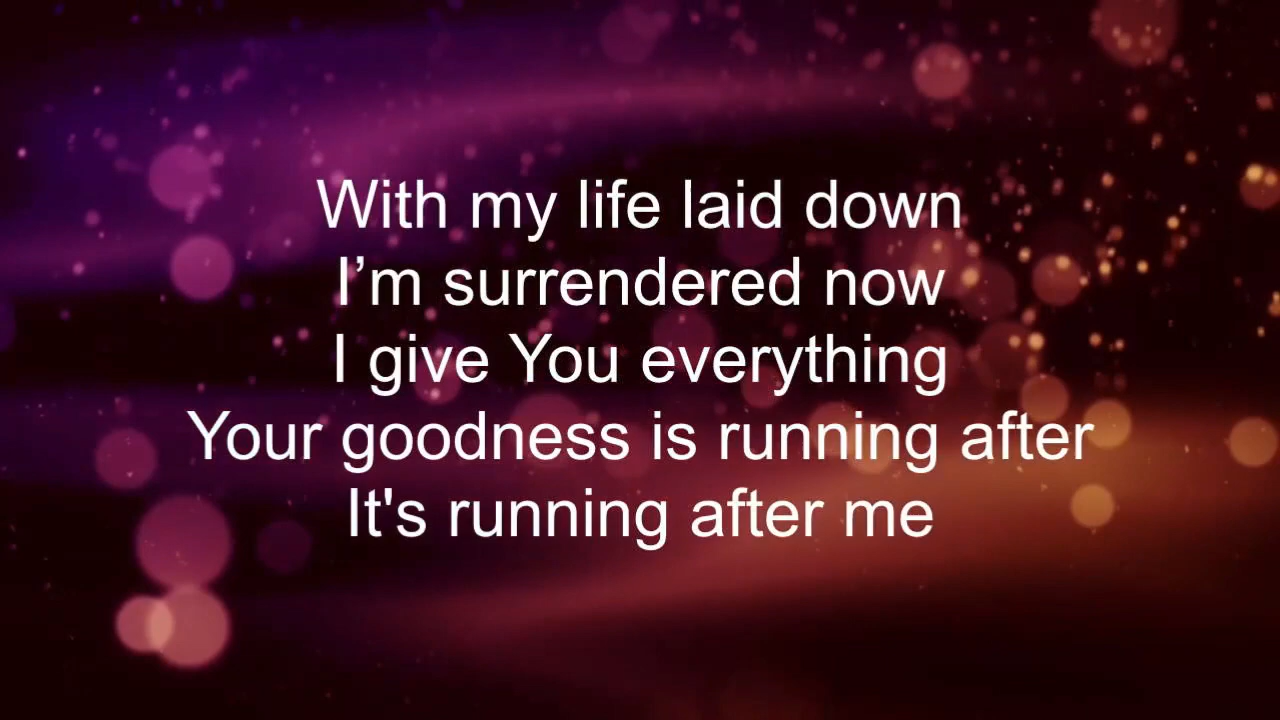 With my life laid down
I’m surrendered now
I give You everything
Your goodness is running after
It's running after me